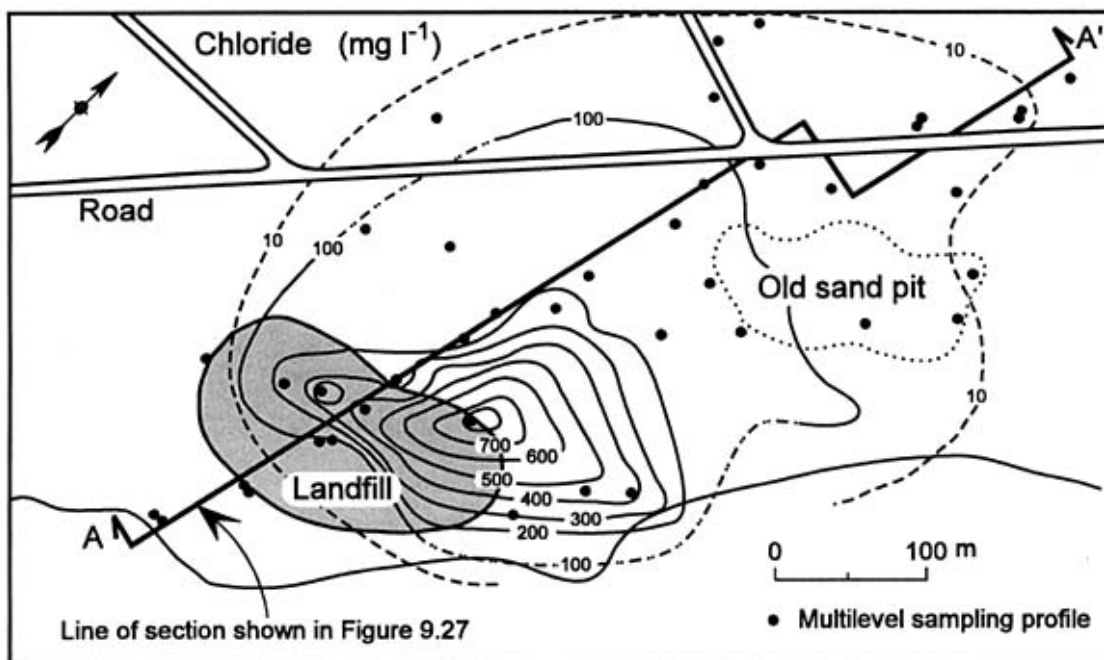 Chloride (mg l⁻¹)
10
A'
100
Road
10
100
Old sand pit
10
700
600
500
Landfill
400
300
200
100
A
0 100 m
Line of section shown in Figure 9.27
Multilevel sampling profile